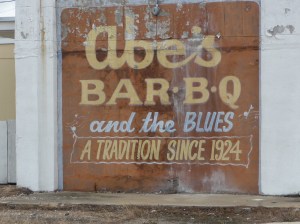 abe's
BAR·B·Q
and the BLUES
A TRADITION SINCE 1924